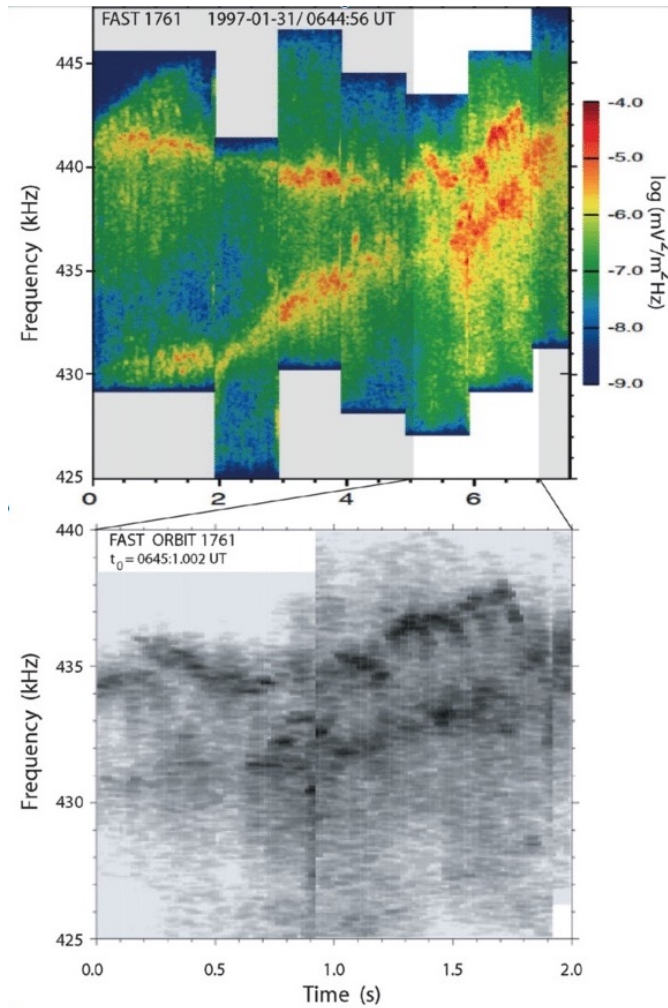 FAST 1761 1997-01-31/ 0644:56 UT
445
440
435
430
425
Frequency (kHz)
0 2 4 6
-4.0
-5.0
-6.0
-7.0
-8.0
-9.0
log (mV²/m²Hz)
FAST ORBIT 1761
t₀ = 0645:1.002 UT
440
435
430
425
Frequency (kHz)
0.0 0.5 1.0 1.5 2.0
Time (s)